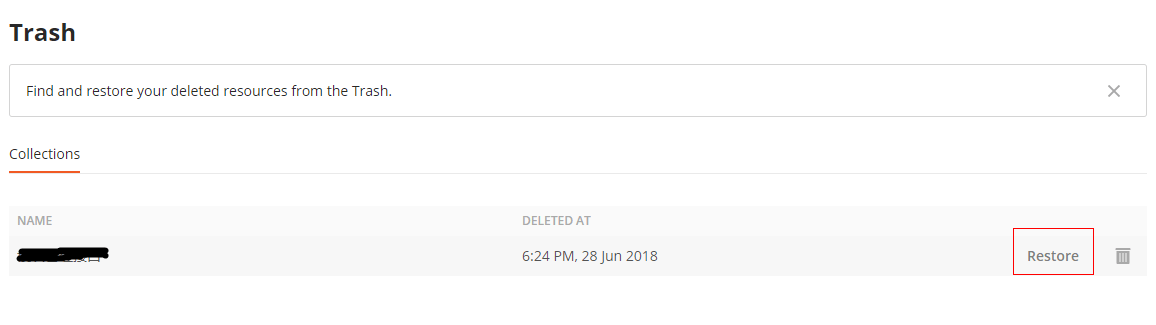 Trash
Find and restore your deleted resources from the Trash.
Collections
NAME DELETED AT
6:24 PM, 28 Jun 2018 Restore